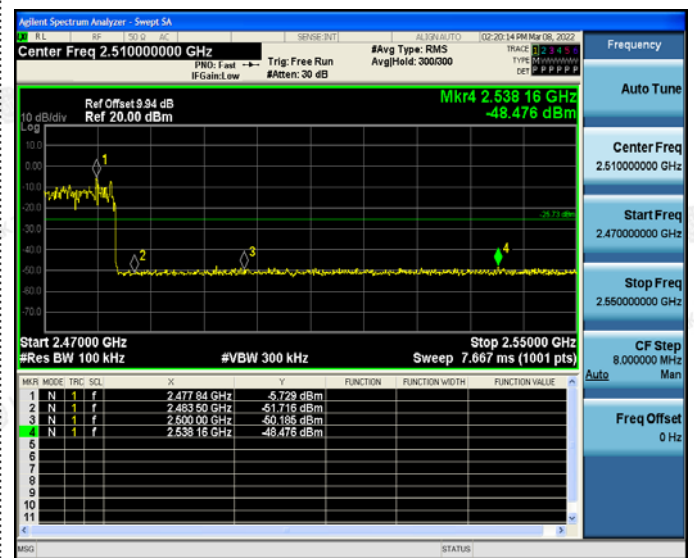 Agilent Spectrum Analyzer - Swept SA
RL RF 50 Ω AC SENSE:INT ALIGN AUTO 02:20:14 PM Mar 08, 2022
Center Freq 2.510000000 GHz
PNO: Fast Trig: Free Run #Avg Type: RMS TRACE 1 2 3 4 5 6
IFGain:Low #Atten: 30 dB Avg|Hold: 300/300 TYPE M W W W W W
DET P P P P P P
Frequency
Auto Tune
Center Freq
2.510000000 GHz
Start Freq
2.470000000 GHz
Stop Freq
2.550000000 GHz
CF Step
8.000000 MHz
Auto Man
Freq Offset
0 Hz
Ref Offset 9.94 dB
10 dB/div Ref 20.00 dBm
Log
Mkr4 2.538 16 GHz
-48.476 dBm
10.0
0.00
-10.0
-20.0
-30.0
-40.0
-50.0
-60.0
-70.0
1
2
3
4
-25.73 dBm
Start 2.47000 GHz Stop 2.55000 GHz
#Res BW 100 kHz #VBW 300 kHz Sweep 7.667 ms (1001 pts)
MKR MODE TRC SCL X Y FUNCTION FUNCTION WIDTH FUNCTION VALUE
1 N 1 f 2.477 84 GHz -5.729 dBm
2 N 1 f 2.483 50 GHz -51.716 dBm
3 N 1 f 2.500 00 GHz -50.185 dBm
4 N 1 f 2.538 16 GHz -48.476 dBm
5
6
7
8
9
10
11
MSG STATUS